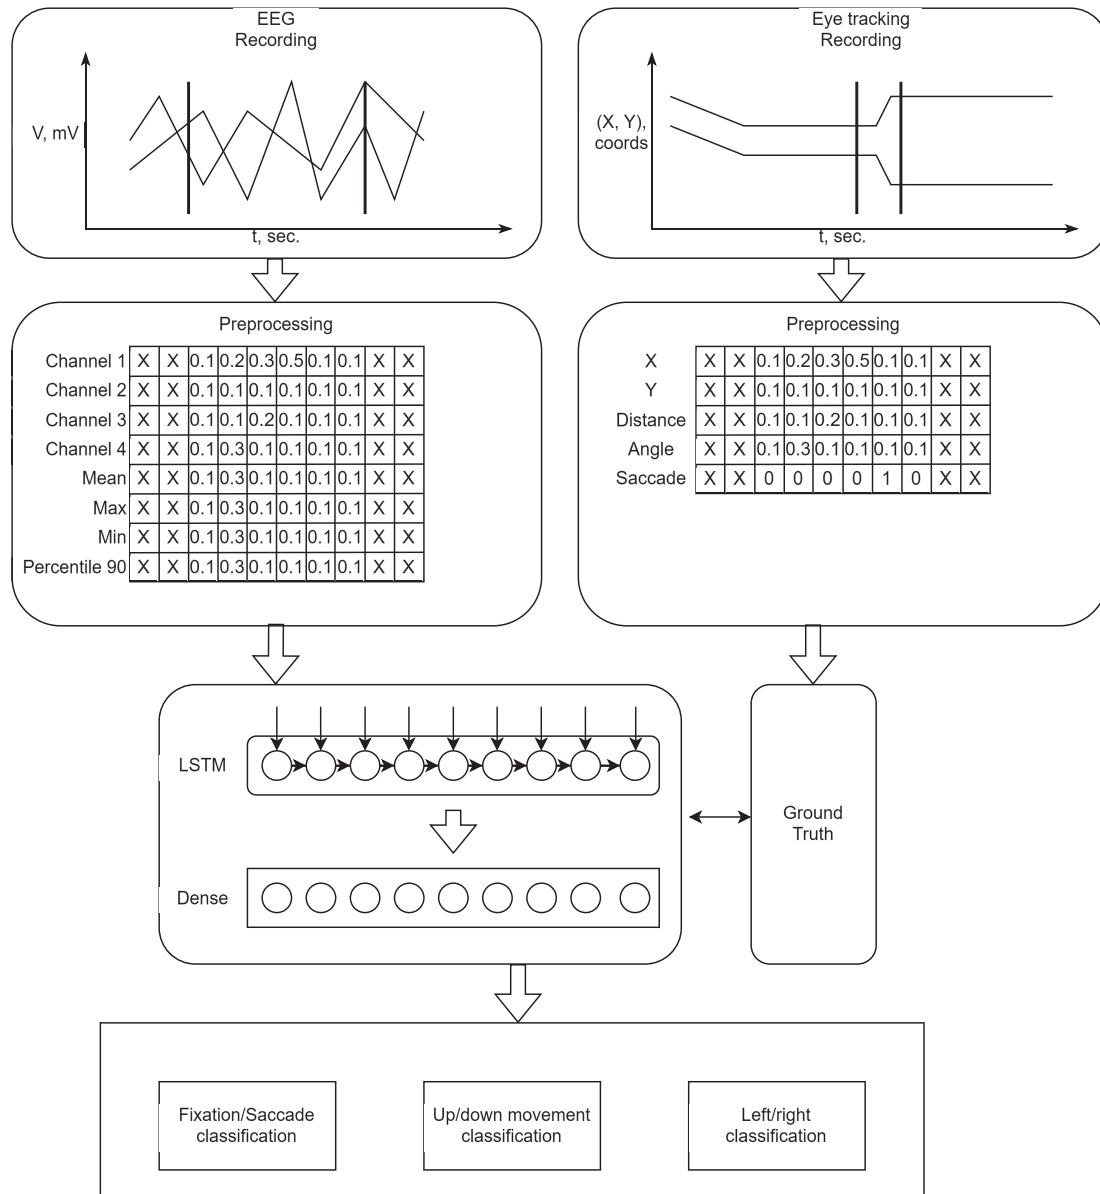 EEG
Recording
V, mV
t, sec.
Eye tracking
Recording
(X, Y),
coords
t, sec.
Preprocessing
Channel 1 X X 0.1 0.2 0.3 0.5 0.1 0.1 X X
Channel 2 X X 0.1 0.1 0.1 0.1 0.1 0.1 X X
Channel 3 X X 0.1 0.1 0.2 0.1 0.1 0.1 X X
Channel 4 X X 0.1 0.3 0.1 0.1 0.1 0.1 X X
Mean X X 0.1 0.3 0.1 0.1 0.1 0.1 X X
Max X X 0.1 0.3 0.1 0.1 0.1 0.1 X X
Min X X 0.1 0.3 0.1 0.1 0.1 0.1 X X
Percentile 90 X X 0.1 0.3 0.1 0.1 0.1 0.1 X X
Preprocessing
X X X 0.1 0.2 0.3 0.5 0.1 0.1 X X
Y X X 0.1 0.1 0.1 0.1 0.1 0.1 X X
Distance X X 0.1 0.1 0.2 0.1 0.1 0.1 X X
Angle X X 0.1 0.3 0.1 0.1 0.1 0.1 X X
Saccade X X 0 0 0 0 1 0 X X
LSTM
Dense
Ground
Truth
Fixation/Saccade
classification
Up/down movement
classification
Left/right
classification